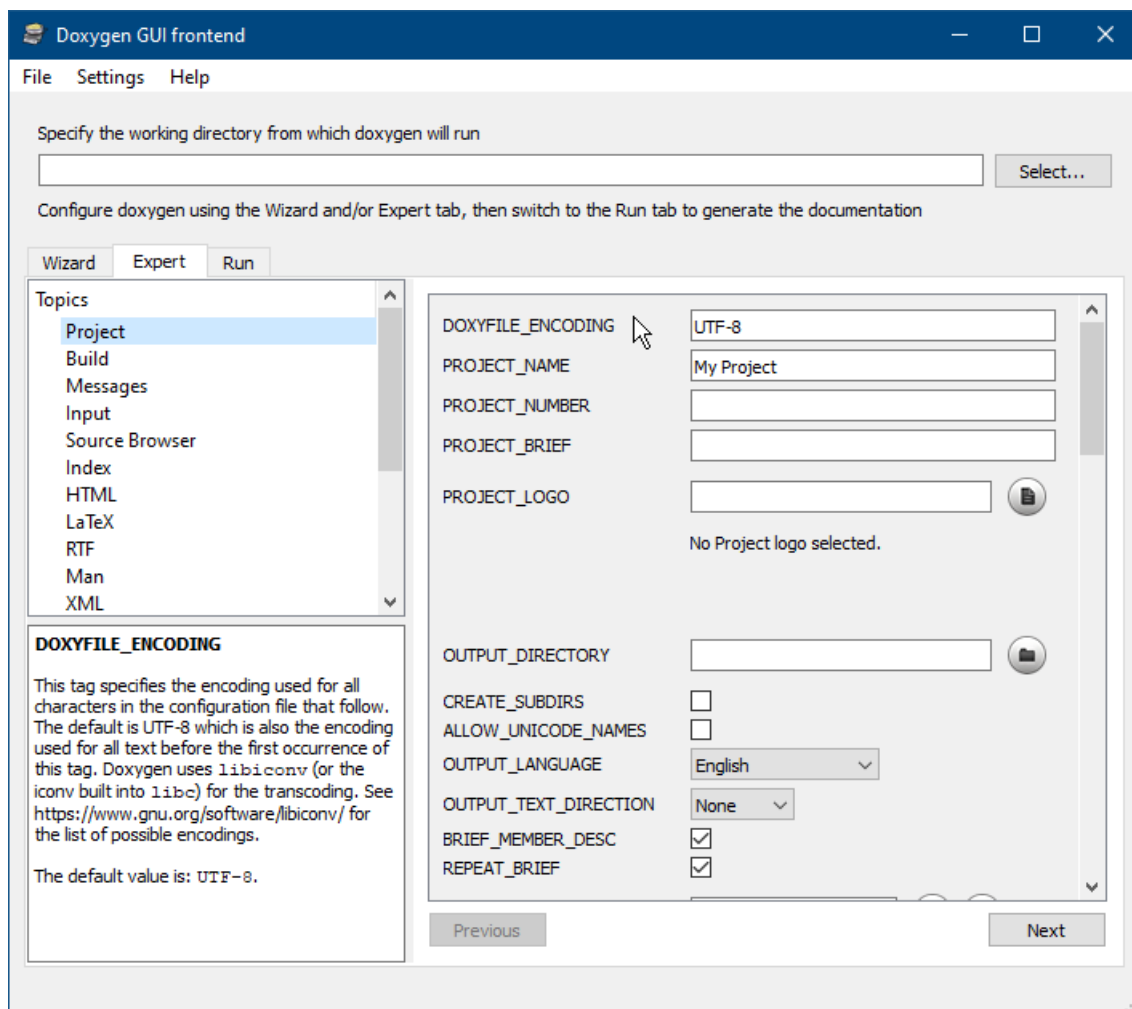 Doxygen GUI frontend
File Settings Help
Specify the working directory from which doxygen will run
Select...
Configure doxygen using the Wizard and/or Expert tab, then switch to the Run tab to generate the documentation
Wizard Expert Run
Topics
Project
Build
Messages
Input
Source Browser
Index
HTML
LaTeX
RTF
Man
XML
DOXYFILE_ENCODING
This tag specifies the encoding used for all
characters in the configuration file that follow.
The default is UTF-8 which is also the encoding
used for all text before the first occurrence of
this tag. Doxygen uses libiconv (or the
iconv built into libc) for the transcoding. See
https://www.gnu.org/software/libiconv/ for
the list of possible encodings.
The default value is: UTF-8.
DOXYFILE_ENCODING UTF-8
PROJECT_NAME My Project
PROJECT_NUMBER
PROJECT_BRIEF
PROJECT_LOGO
No Project logo selected.
OUTPUT_DIRECTORY
CREATE_SUBDIRS
ALLOW_UNICODE_NAMES
OUTPUT_LANGUAGE English
OUTPUT_TEXT_DIRECTION None
BRIEF_MEMBER_DESC
REPEAT_BRIEF
Previous Next